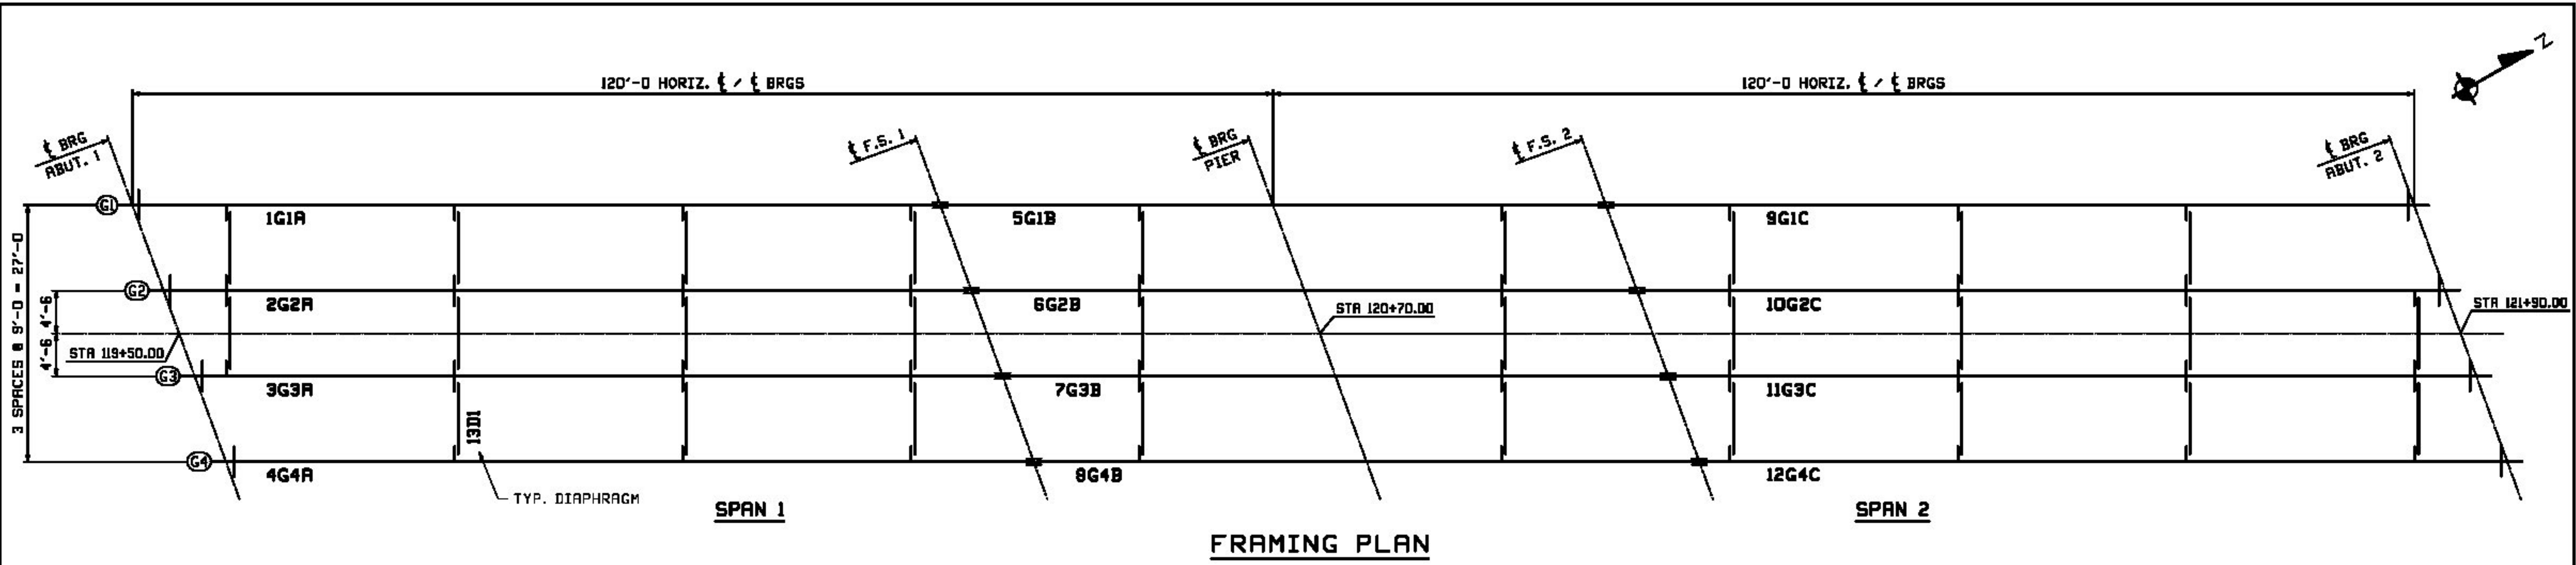 120'-0 HORIZ. ℄ / ℄ BRGS
120'-0 HORIZ. ℄ / ℄ BRGS
N
℄ BRG
ABUT. 1
℄ F.S. 1
℄ BRG
PIER
℄ F.S. 2
℄ BRG
ABUT. 2
G1
1G1A
5G1B
9G1C
3 SPACES @ 9'-0 = 27'-0
G2
2G2A
6G2B
10G2C
4'-6
4'-6
STA 119+50.00
STA 120+70.00
STA 121+90.00
G3
3G3A
7G3B
11G3C
13D1
G4
4G4A
8G4B
12G4C
TYP. DIAPHRAGM
SPAN 1
SPAN 2
FRAMING PLAN